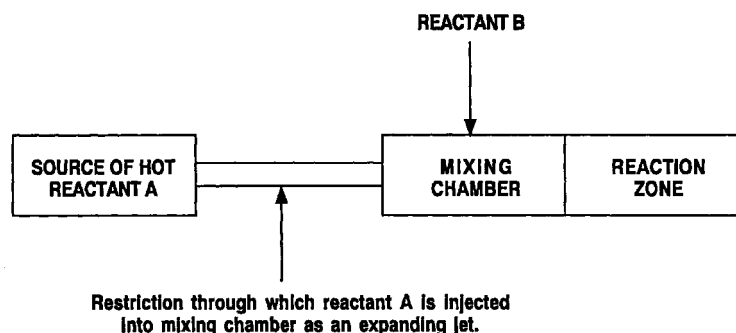 REACTANT B
SOURCE OF HOT
REACTANT A
MIXING
CHAMBER
REACTION
ZONE
Restriction through which reactant A is injected
into mixing chamber as an expanding jet.